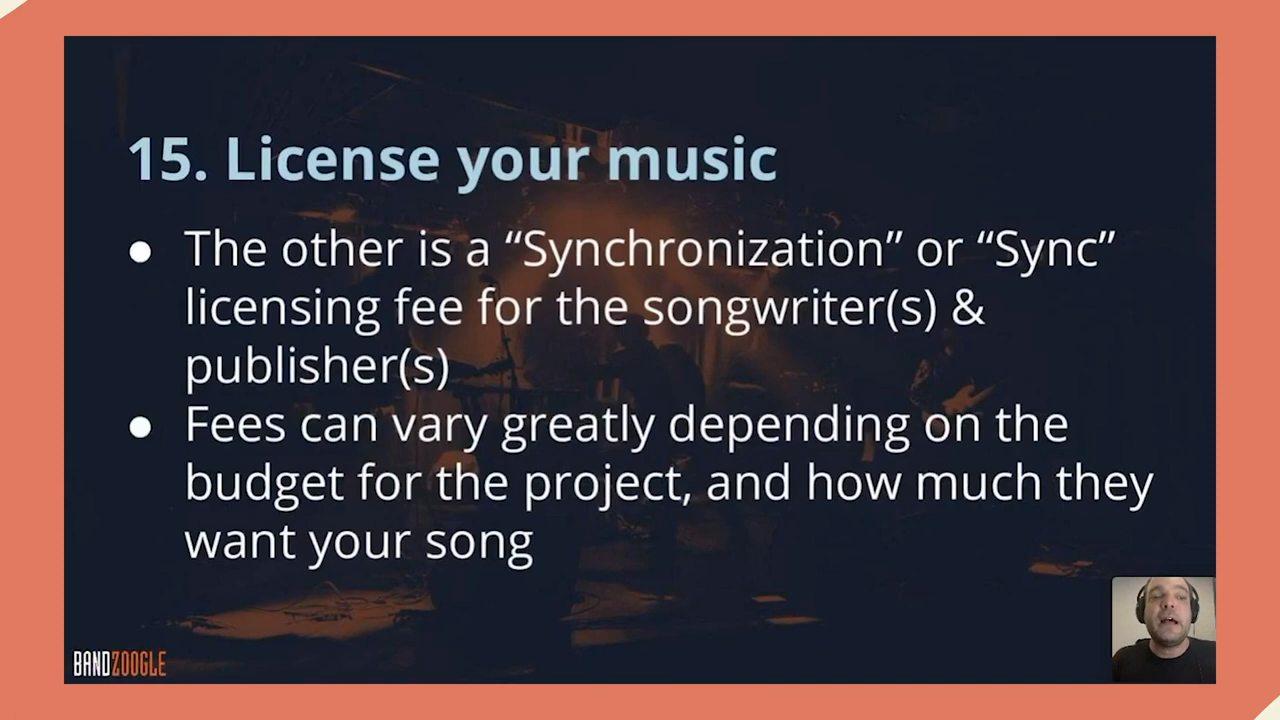 15. License your music
● The other is a “Synchronization” or “Sync”
licensing fee for the songwriter(s) &
publisher(s)
● Fees can vary greatly depending on the
budget for the project, and how much they
want your song
BANDZOOGLE